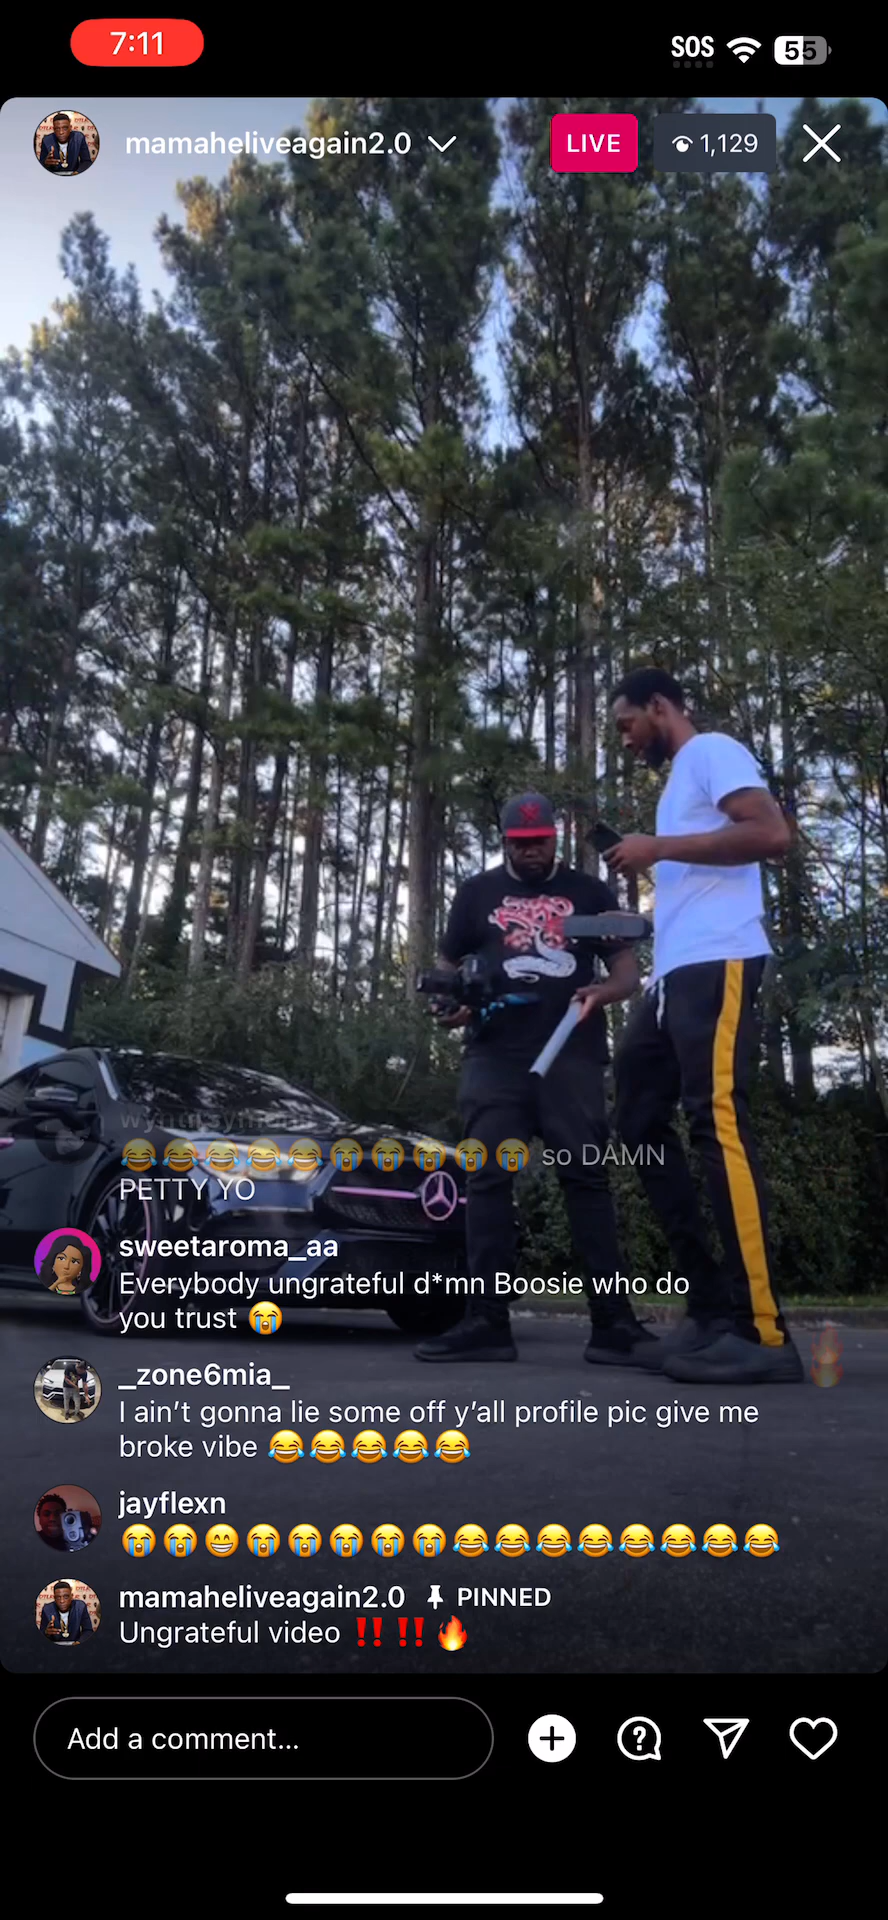 7:11
SOS
55
mamaheliveagain2.0
LIVE
1,129
😂😂😂😂😂😭😭😭😭😭 so DAMN
PETTY YO
sweetaroma_aa
Everybody ungrateful d*mn Boosie who do
you trust 😭
_zone6mia_
I ain’t gonna lie some off y’all profile pic give me
broke vibe 😂😂😂😂😂
jayflexn
😭😭😁😭😭😭😭😭😂😂😂😂😂😂😂😂
mamaheliveagain2.0 PINNED
Ungrateful video ‼️‼️🔥
Add a comment...